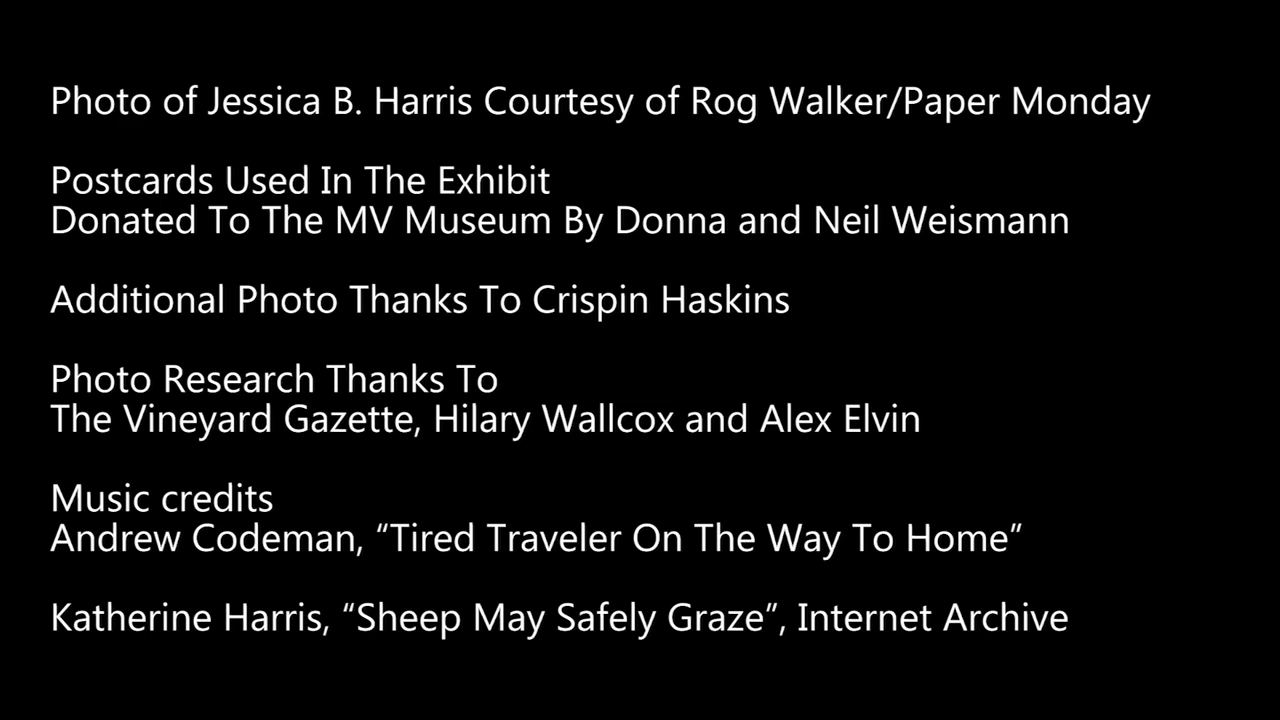 Photo of Jessica B. Harris Courtesy of Rog Walker/Paper Monday
Postcards Used In The Exhibit
Donated To The MV Museum By Donna and Neil Weismann
Additional Photo Thanks To Crispin Haskins
Photo Research Thanks To
The Vineyard Gazette, Hilary Wallcox and Alex Elvin
Music credits
Andrew Codeman, “Tired Traveler On The Way To Home”
Katherine Harris, “Sheep May Safely Graze”, Internet Archive